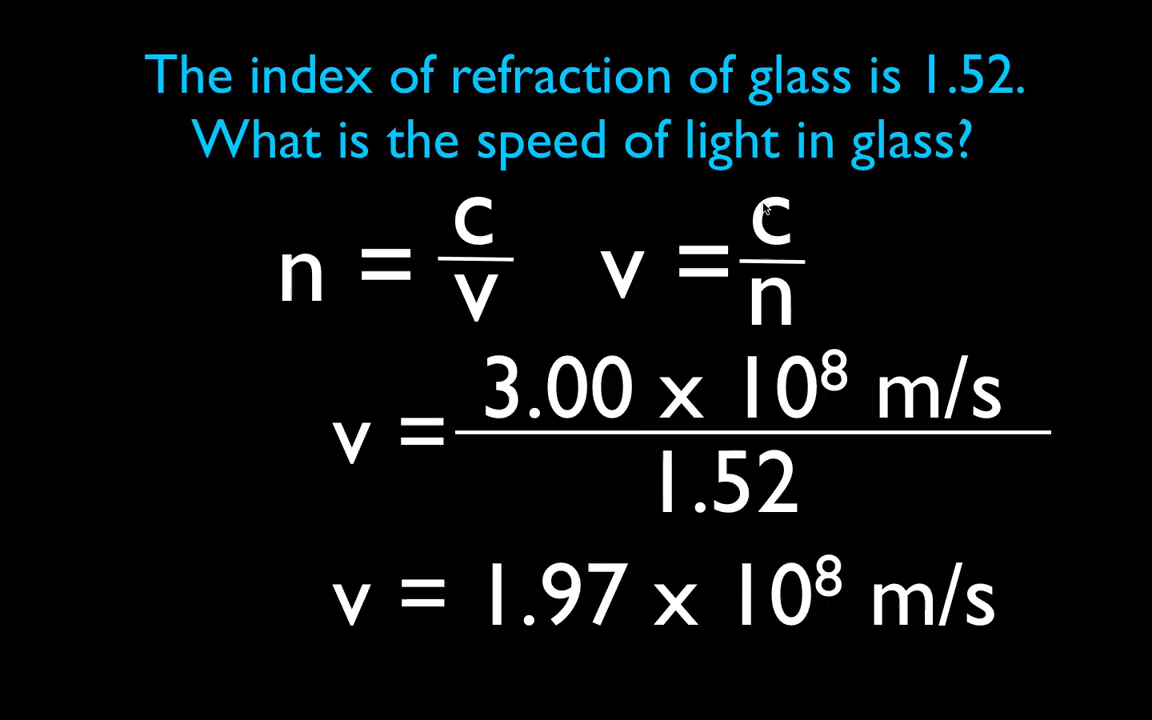 The index of refraction of glass is 1.52.
What is the speed of light in glass?
n = c/v v = c/n
v = 3.00 x 10⁸ m/s / 1.52
v = 1.97 x 10⁸ m/s